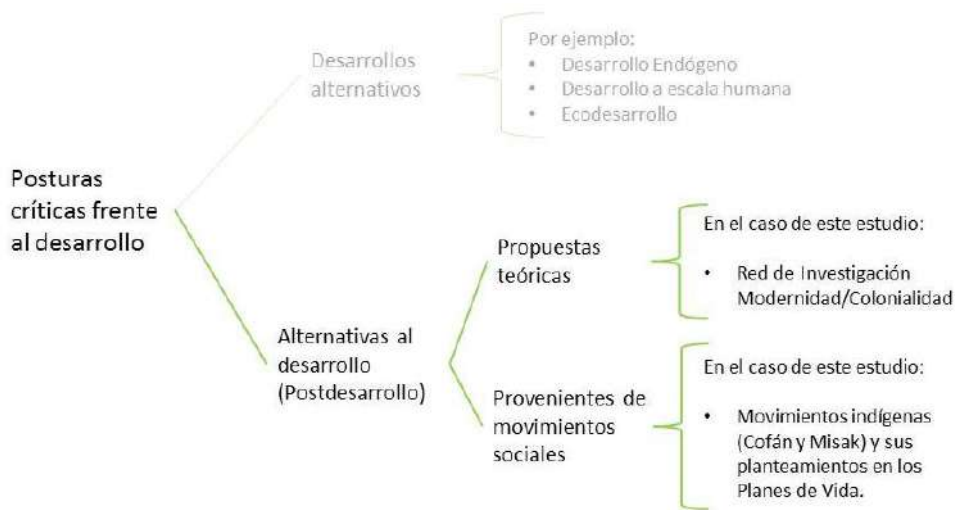 Posturas
críticas frente
al desarrollo
Desarrollos
alternativos
Por ejemplo:
• Desarrollo Endógeno
• Desarrollo a escala humana
• Ecodesarrollo
Alternativas al
desarrollo
(Postdesarrollo)
Propuestas
teóricas
En el caso de este estudio:
• Red de Investigación
Modernidad/Colonialidad
Provenientes de
movimientos
sociales
En el caso de este estudio:
• Movimientos indígenas
(Cofán y Misak) y sus
planteamientos en los
Planes de Vida.